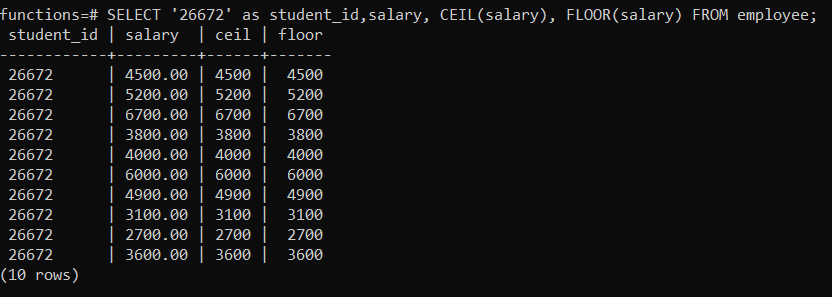 functions=# SELECT '26672' as student_id,salary, CEIL(salary), FLOOR(salary) FROM employee;
 student_id | salary  | ceil | floor
------------+---------+------+-------
 26672      | 4500.00 | 4500 |  4500
 26672      | 5200.00 | 5200 |  5200
 26672      | 6700.00 | 6700 |  6700
 26672      | 3800.00 | 3800 |  3800
 26672      | 4000.00 | 4000 |  4000
 26672      | 6000.00 | 6000 |  6000
 26672      | 4900.00 | 4900 |  4900
 26672      | 3100.00 | 3100 |  3100
 26672      | 2700.00 | 2700 |  2700
 26672      | 3600.00 | 3600 |  3600
(10 rows)